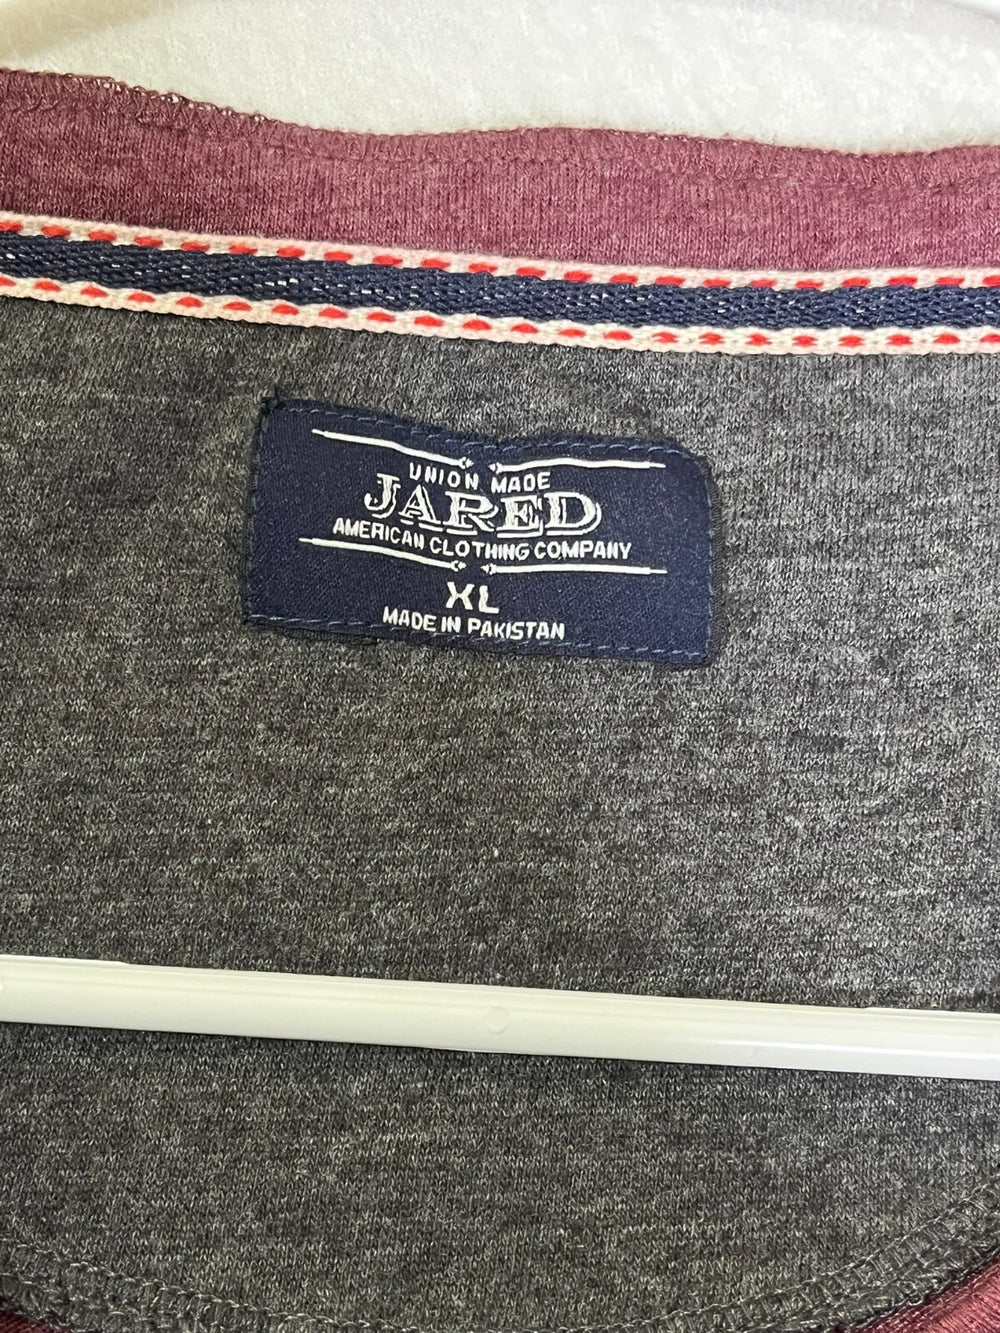 UNION MADE
JARED
AMERICAN CLOTHING COMPANY
XL
MADE IN PAKISTAN